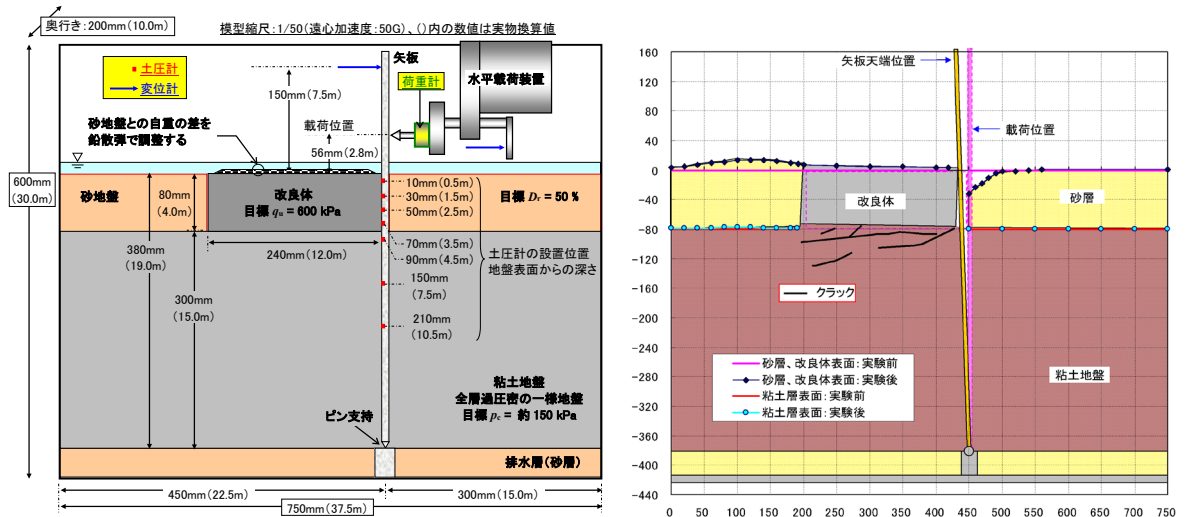 奥行き：200mm（10.0m）
模型縮尺：1/50（遠心加速度：50G）、（）内の数値は実物換算値
土圧計
変位計
矢板
水平載荷装置
荷重計
150mm（7.5m）
載荷位置
56mm（2.8m）
砂地盤との自重の差を
鉛散弾で調整する
600mm
（30.0m）
砂地盤
80mm
（4.0m）
改良体
目標 qu = 600 kPa
10mm（0.5m）
30mm（1.5m）
50mm（2.5m）
目標 Dr = 50 %
70mm（3.5m）
90mm（4.5m）
土圧計の設置位置
地盤表面からの深さ
240mm（12.0m）
380mm
（19.0m）
150mm
（7.5m）
300mm
（15.0m）
210mm
（10.5m）
粘土地盤
全層過圧密の一様地盤
目標 pc = 約 150 kPa
ピン支持
排水層（砂層）
450mm（22.5m）
300mm（15.0m）
750mm（37.5m）
160
120
80
40
0
-40
-80
-120
-160
-200
-240
-280
-320
-360
-400
-440
矢板天端位置
載荷位置
改良体
砂層
クラック
砂層、改良体表面：実験前
砂層、改良体表面：実験後
粘土層表面：実験前
粘土層表面：実験後
粘土地盤
0 50 100 150 200 250 300 350 400 450 500 550 600 650 700 750